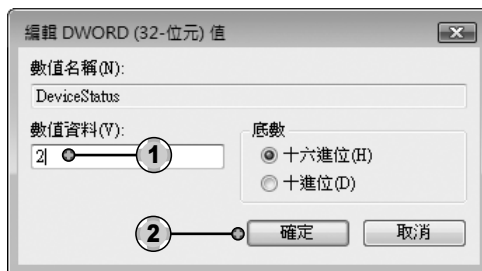 編輯 DWORD (32-位元) 值
數值名稱(N):
DeviceStatus
數值資料(V):
2
1
底數
十六進位(H)
十進位(D)
2
確定
取消